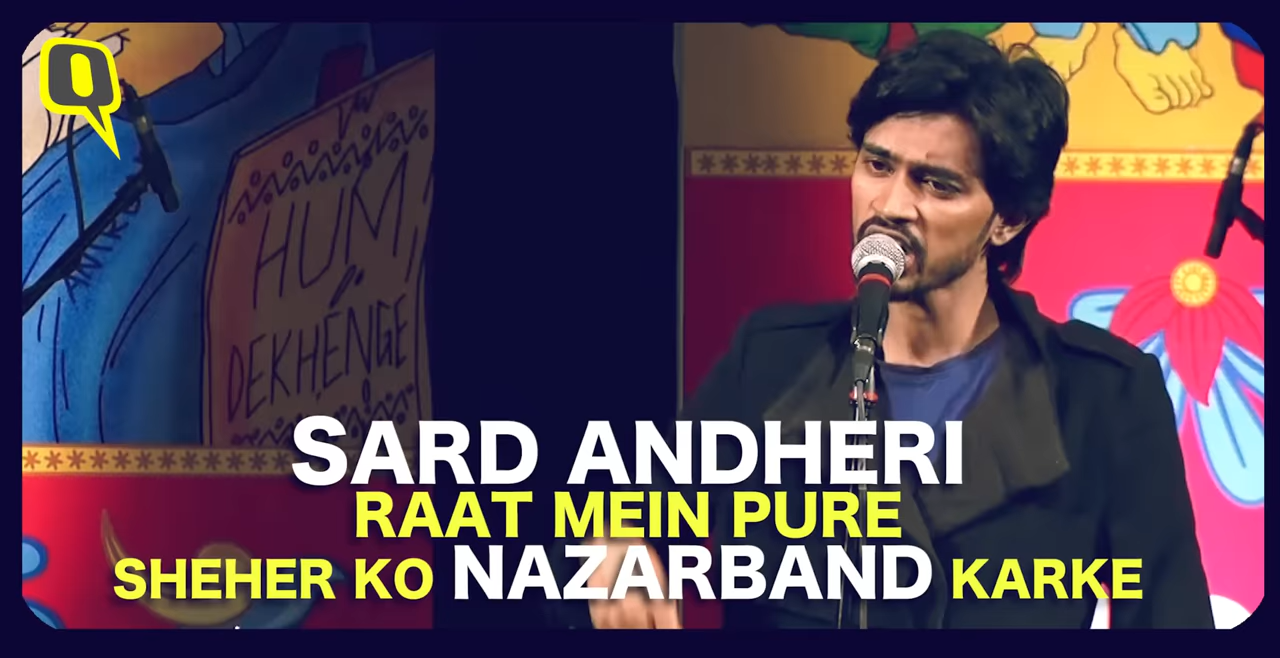 Q
HUM
DEKHENGE
SARD ANDHERI
RAAT MEIN PURE
SHEHER KO NAZARBAND KARKE